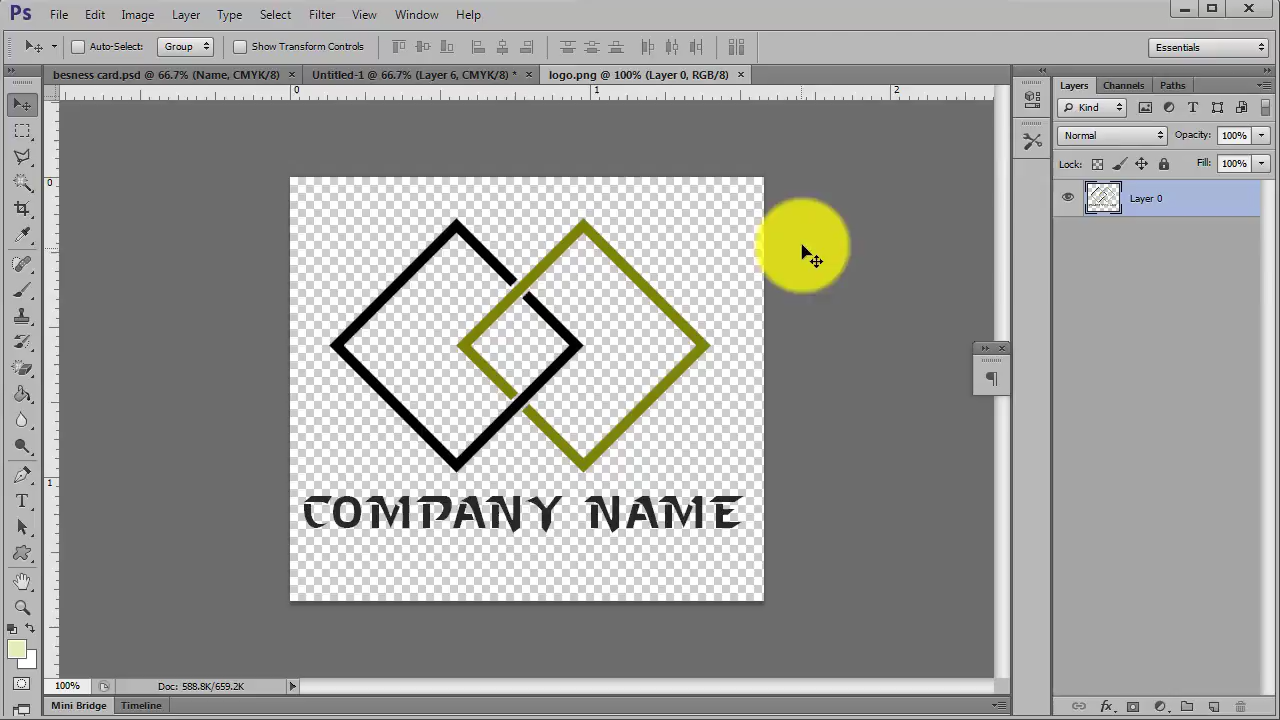 Ps File Edit Image Layer Type Select Filter View Window Help
Auto-Select: Group Show Transform Controls Essentials
besness card.psd @ 66.7% (Name, CMYK/8) × Untitled-1 @ 66.7% (Layer 6, CMYK/8) * × logo.png @ 100% (Layer 0, RGB/8) ×
0 1 2
Layers Channels Paths
Kind
Normal Opacity: 100%
Lock: Fill: 100%
0
Layer 0
1
COMPANY NAME
100% Doc: 588.8K/659.2K
Mini Bridge Timeline